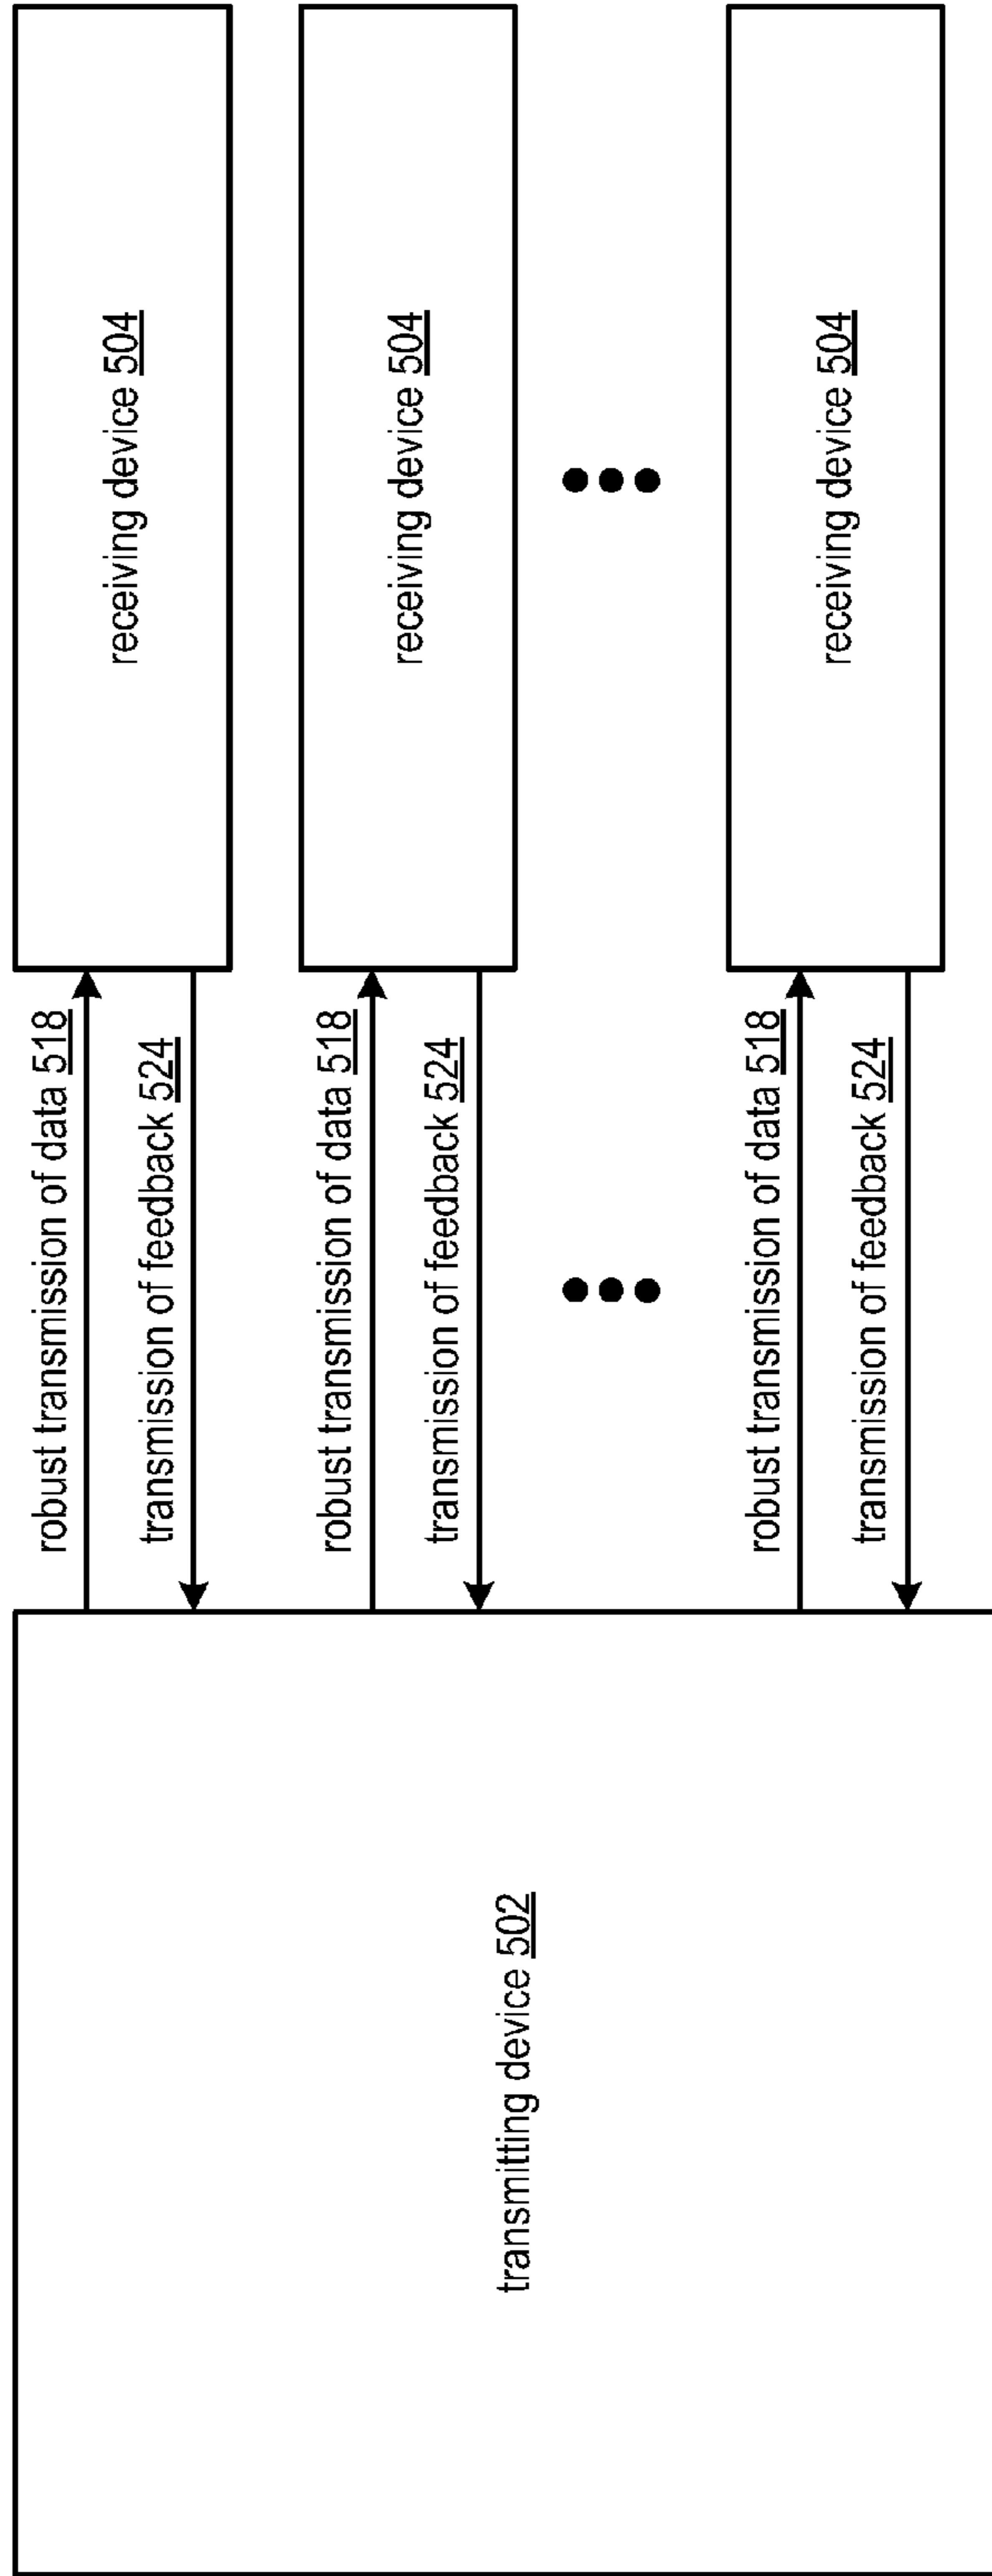 robust transmission of data 518
transmission of feedback 524
receiving device 504
robust transmission of data 518
transmission of feedback 524
receiving device 504
transmitting device 502
robust transmission of data 518
transmission of feedback 524
receiving device 504